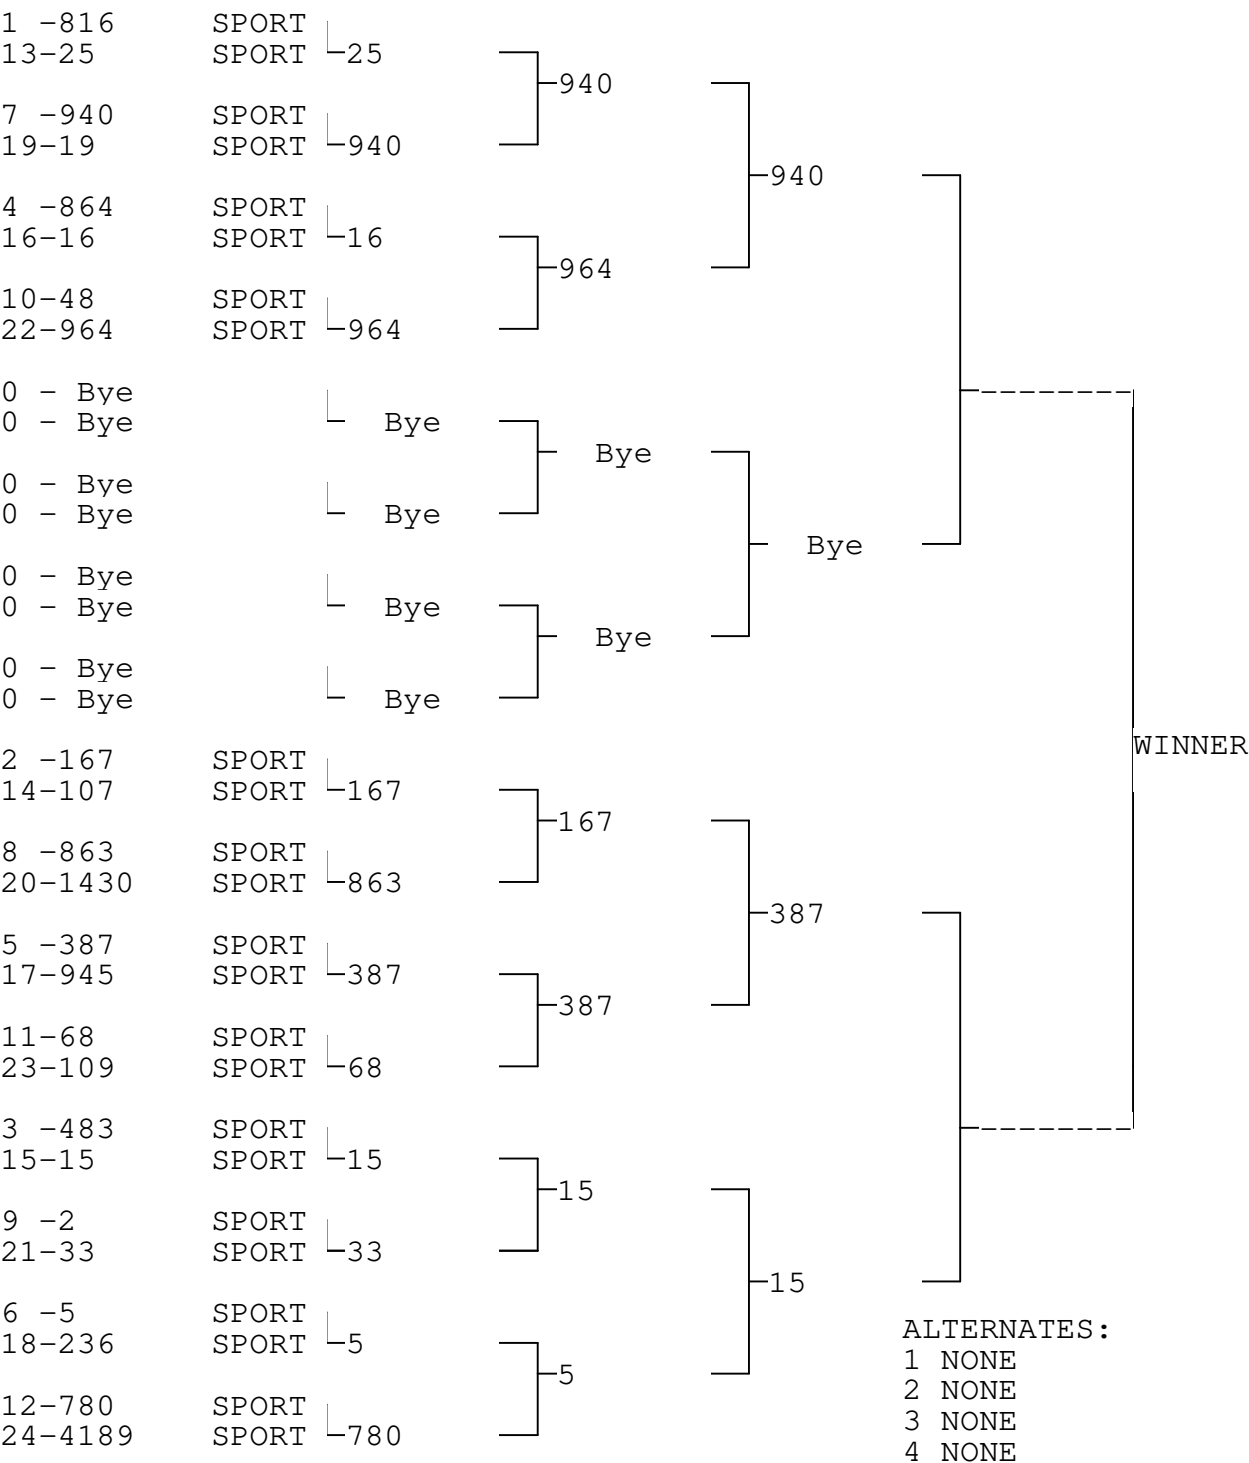 1 -816 SPORT
13-25 SPORT 25
940
7 -940 SPORT
19-19 SPORT 940
940
4 -864 SPORT
16-16 SPORT 16
964
10-48 SPORT
22-964 SPORT 964
0 - Bye
0 - Bye Bye
Bye
0 - Bye
0 - Bye Bye
Bye
0 - Bye
0 - Bye Bye
Bye
0 - Bye
0 - Bye Bye
WINNER
2 -167 SPORT
14-107 SPORT 167
167
8 -863 SPORT
20-1430 SPORT 863
387
5 -387 SPORT
17-945 SPORT 387
387
11-68 SPORT
23-109 SPORT 68
3 -483 SPORT
15-15 SPORT 15
15
9 -2 SPORT
21-33 SPORT 33
15
6 -5 SPORT
18-236 SPORT 5
5
12-780 SPORT
24-4189 SPORT 780
ALTERNATES:
1 NONE
2 NONE
3 NONE
4 NONE